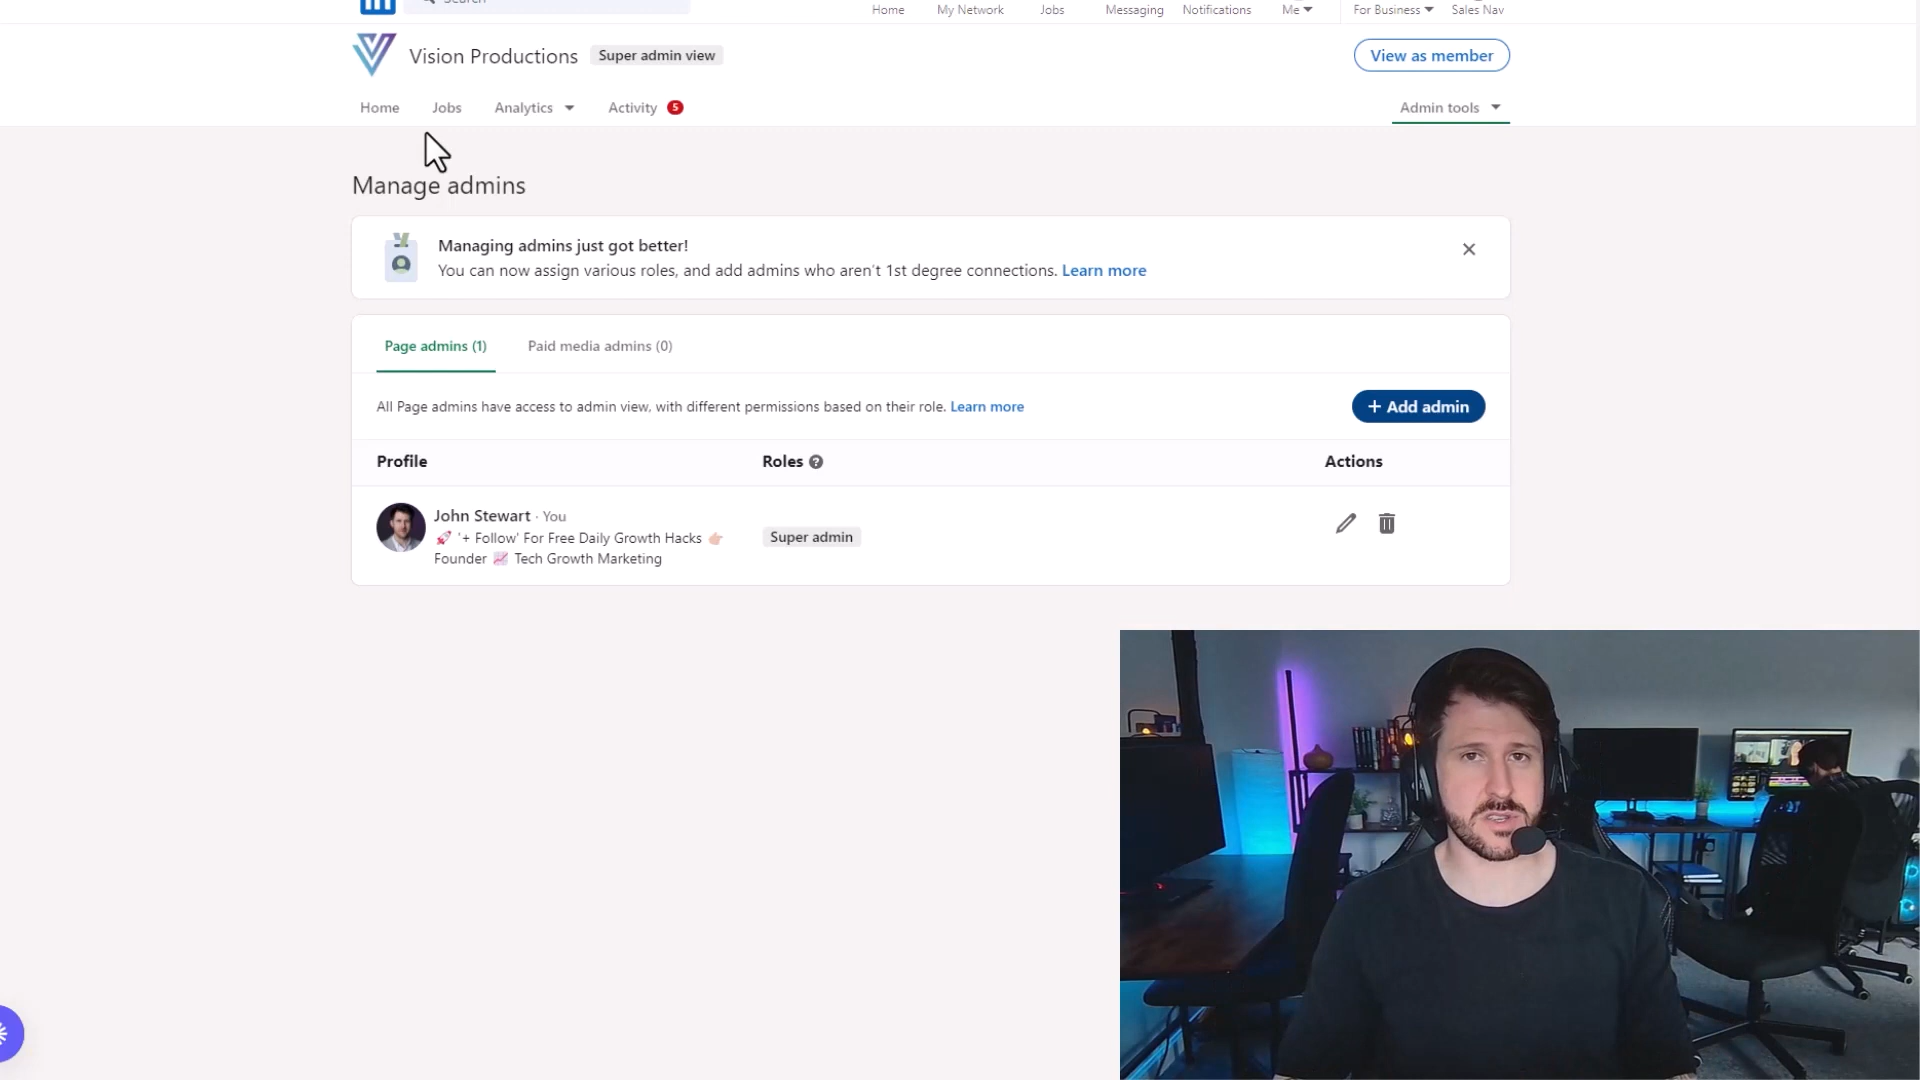 Search
Home My Network Jobs Messaging Notifications Me For Business Sales Nav
Vision Productions Super admin view View as member
Home Jobs Analytics Activity 5 Admin tools
Manage admins
Managing admins just got better!
You can now assign various roles, and add admins who aren't 1st degree connections. Learn more
Page admins (1) Paid media admins (0)
All Page admins have access to admin view, with different permissions based on their role. Learn more + Add admin
Profile Roles ? Actions
John Stewart · You
🚀 '+ Follow' For Free Daily Growth Hacks 👉🏻
Founder 📈 Tech Growth Marketing
Super admin